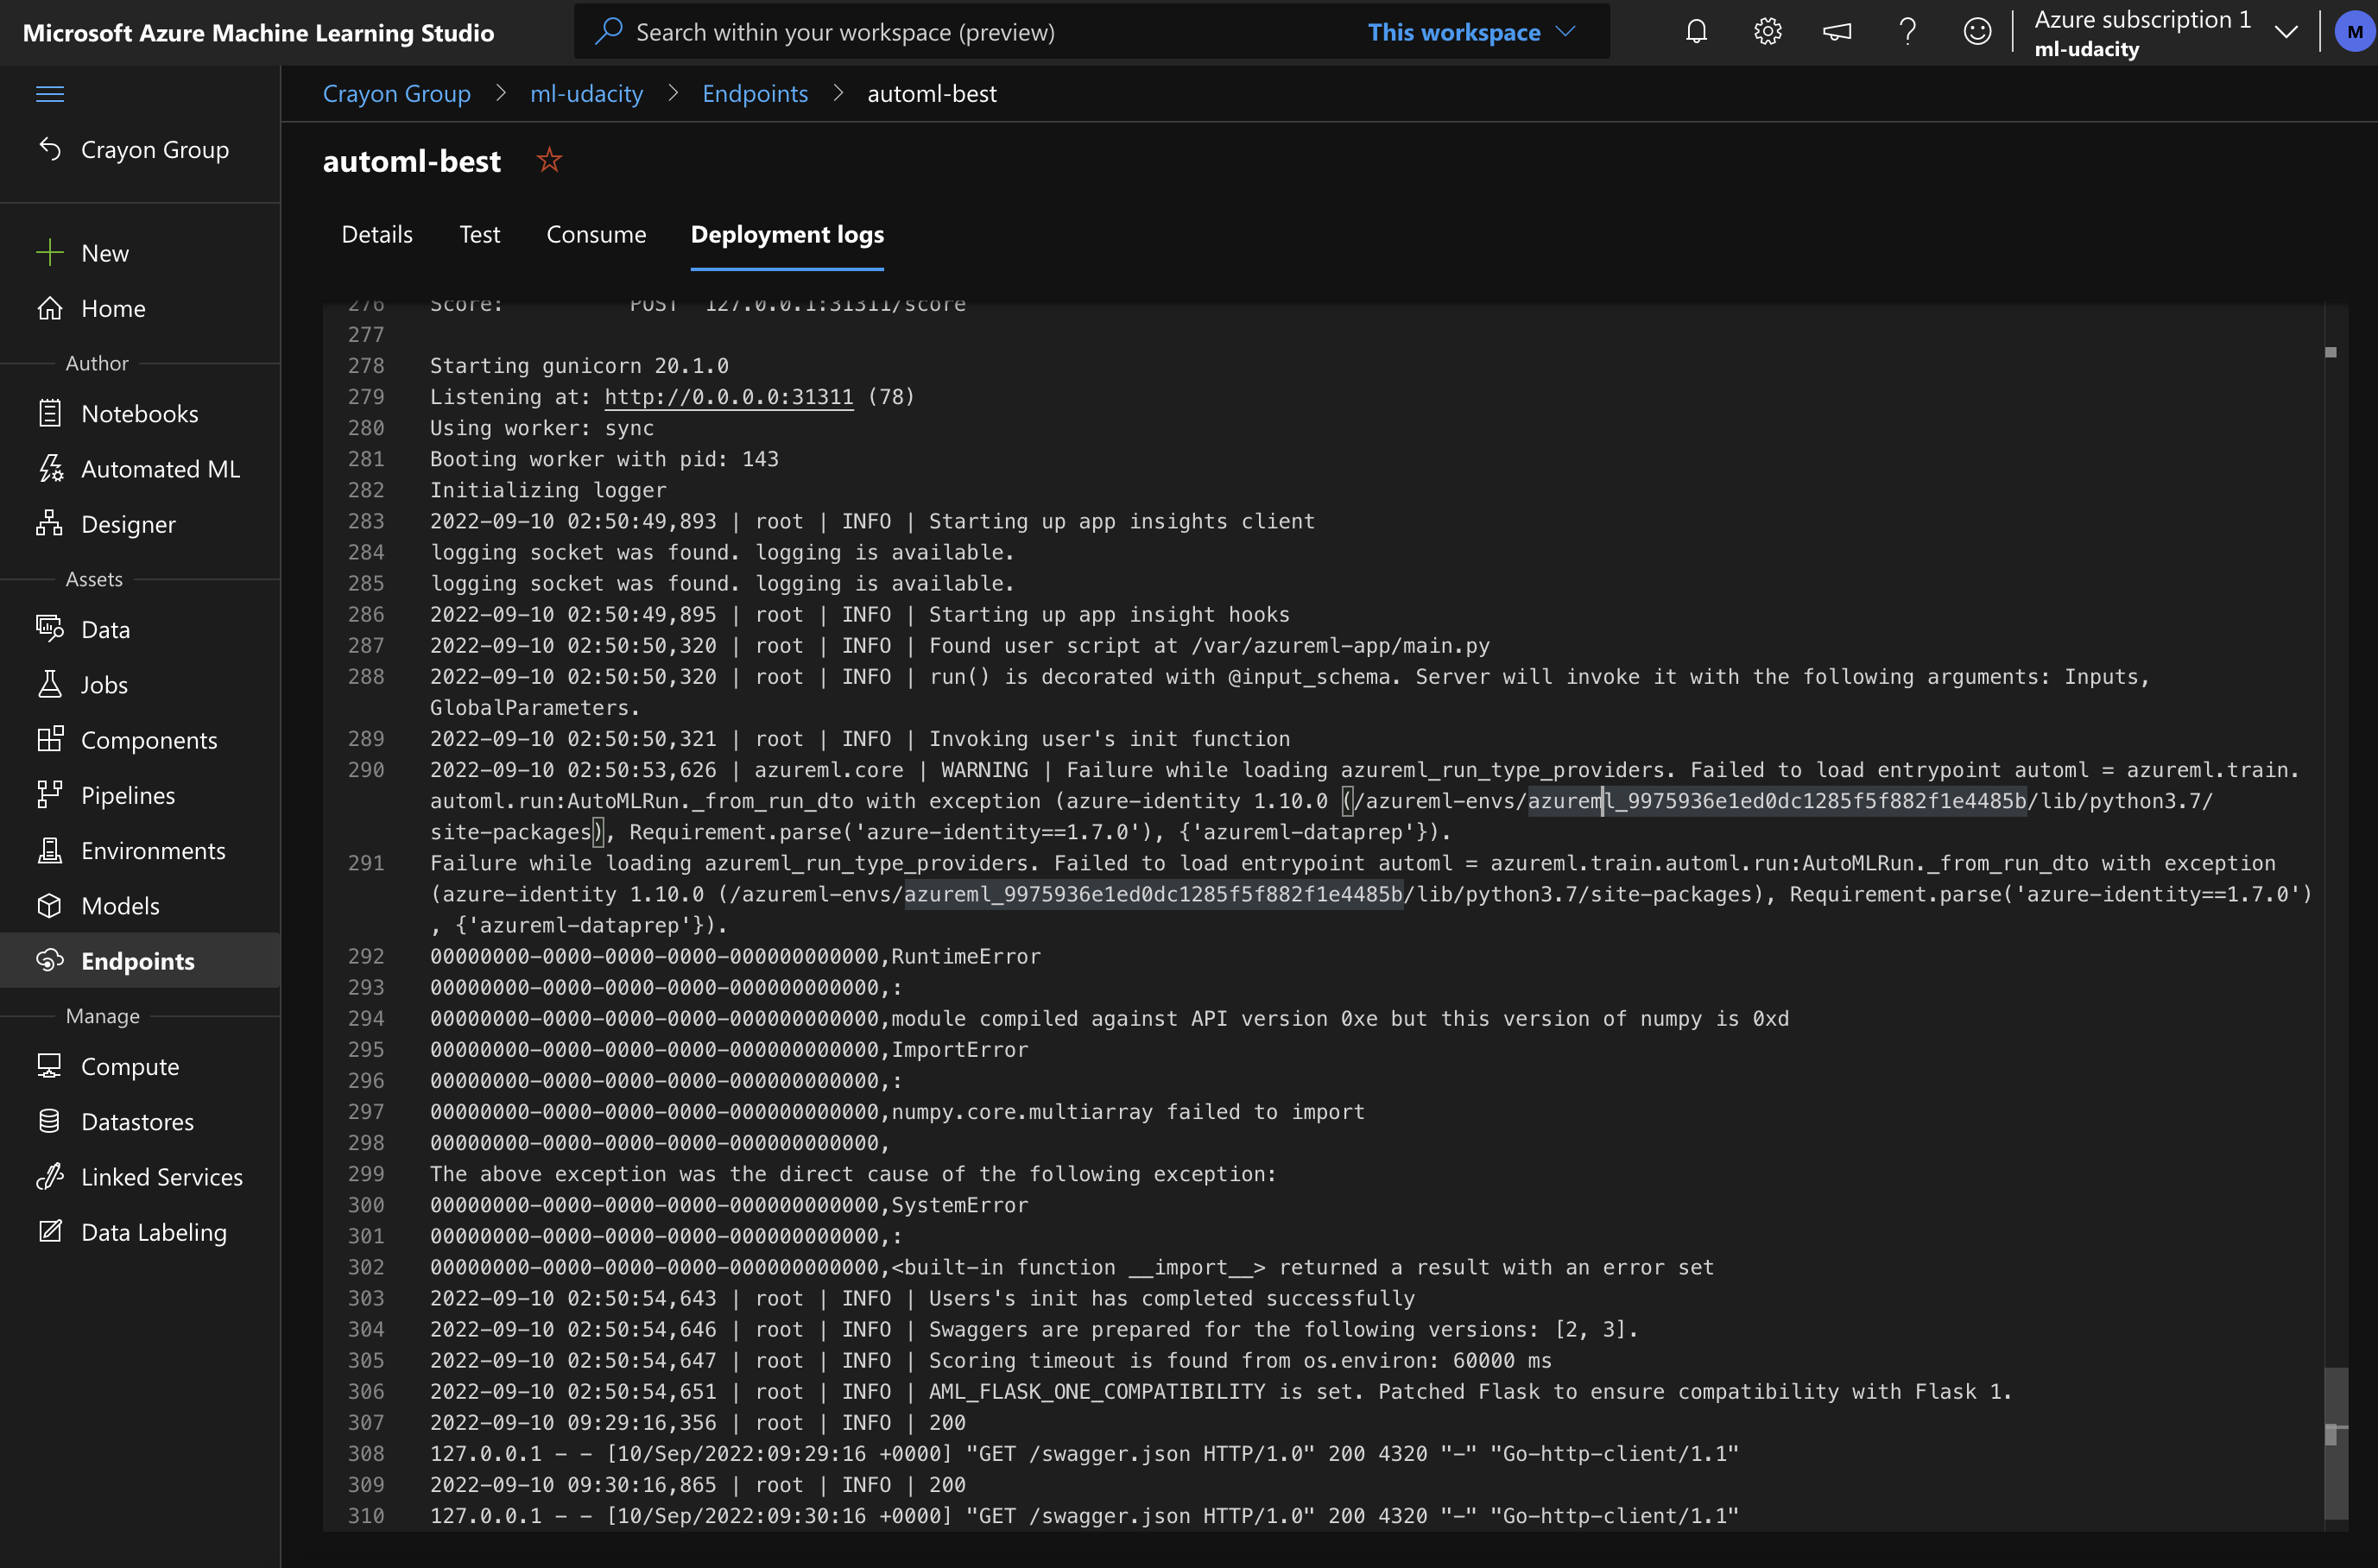 Microsoft Azure Machine Learning Studio
Search within your workspace (preview)
This workspace
Azure subscription 1
ml-udacity
M
Crayon Group > ml-udacity > Endpoints > automl-best
Crayon Group
New
Home
Author
Notebooks
Automated ML
Designer
Assets
Data
Jobs
Components
Pipelines
Environments
Models
Endpoints
Manage
Compute
Datastores
Linked Services
Data Labeling
automl-best
Details Test Consume Deployment logs
276 Score: POST 127.0.0.1:31311/score
277
278 Starting gunicorn 20.1.0
279 Listening at: http://0.0.0.0:31311 (78)
280 Using worker: sync
281 Booting worker with pid: 143
282 Initializing logger
283 2022-09-10 02:50:49,893 | root | INFO | Starting up app insights client
284 logging socket was found. logging is available.
285 logging socket was found. logging is available.
286 2022-09-10 02:50:49,895 | root | INFO | Starting up app insight hooks
287 2022-09-10 02:50:50,320 | root | INFO | Found user script at /var/azureml-app/main.py
288 2022-09-10 02:50:50,320 | root | INFO | run() is decorated with @input_schema. Server will invoke it with the following arguments: Inputs,
GlobalParameters.
289 2022-09-10 02:50:50,321 | root | INFO | Invoking user's init function
290 2022-09-10 02:50:53,626 | azureml.core | WARNING | Failure while loading azureml_run_type_providers. Failed to load entrypoint automl = azureml.train.
automl.run:AutoMLRun._from_run_dto with exception (azure-identity 1.10.0 (/azureml-envs/azureml_9975936e1ed0dc1285f5f882f1e4485b/lib/python3.7/
site-packages), Requirement.parse('azure-identity==1.7.0'), {'azureml-dataprep'}).
291 Failure while loading azureml_run_type_providers. Failed to load entrypoint automl = azureml.train.automl.run:AutoMLRun._from_run_dto with exception
(azure-identity 1.10.0 (/azureml-envs/azureml_9975936e1ed0dc1285f5f882f1e4485b/lib/python3.7/site-packages), Requirement.parse('azure-identity==1.7.0')
, {'azureml-dataprep'}).
292 00000000-0000-0000-0000-000000000000,RuntimeError
293 00000000-0000-0000-0000-000000000000,:
294 00000000-0000-0000-0000-000000000000,module compiled against API version 0xe but this version of numpy is 0xd
295 00000000-0000-0000-0000-000000000000,ImportError
296 00000000-0000-0000-0000-000000000000,:
297 00000000-0000-0000-0000-000000000000,numpy.core.multiarray failed to import
298 00000000-0000-0000-0000-000000000000,
299 The above exception was the direct cause of the following exception:
300 00000000-0000-0000-0000-000000000000,SystemError
301 00000000-0000-0000-0000-000000000000,:
302 00000000-0000-0000-0000-000000000000,<built-in function __import__> returned a result with an error set
303 2022-09-10 02:50:54,643 | root | INFO | Users's init has completed successfully
304 2022-09-10 02:50:54,646 | root | INFO | Swaggers are prepared for the following versions: [2, 3].
305 2022-09-10 02:50:54,647 | root | INFO | Scoring timeout is found from os.environ: 60000 ms
306 2022-09-10 02:50:54,651 | root | INFO | AML_FLASK_ONE_COMPATIBILITY is set. Patched Flask to ensure compatibility with Flask 1.
307 2022-09-10 09:29:16,356 | root | INFO | 200
308 127.0.0.1 - - [10/Sep/2022:09:29:16 +0000] "GET /swagger.json HTTP/1.0" 200 4320 "-" "Go-http-client/1.1"
309 2022-09-10 09:30:16,865 | root | INFO | 200
310 127.0.0.1 - - [10/Sep/2022:09:30:16 +0000] "GET /swagger.json HTTP/1.0" 200 4320 "-" "Go-http-client/1.1"